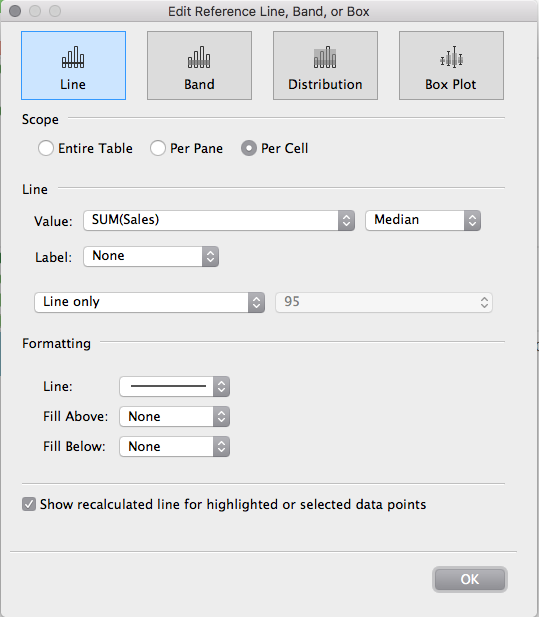 Edit Reference Line, Band, or Box
Line Band Distribution Box Plot
Scope
Entire Table Per Pane Per Cell
Line
Value: SUM(Sales) Median
Label: None
Line only 95
Formatting
Line:
Fill Above: None
Fill Below: None
Show recalculated line for highlighted or selected data points
OK